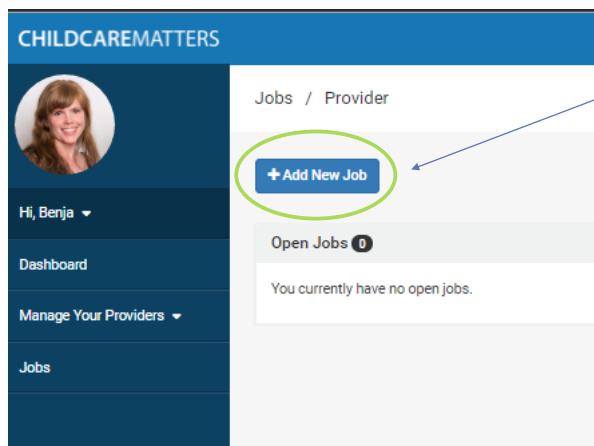 CHILDCAREMATTERS
Jobs / Provider
+ Add New Job
Hi, Benja
Open Jobs 0
Dashboard
You currently have no open jobs.
Manage Your Providers
Jobs